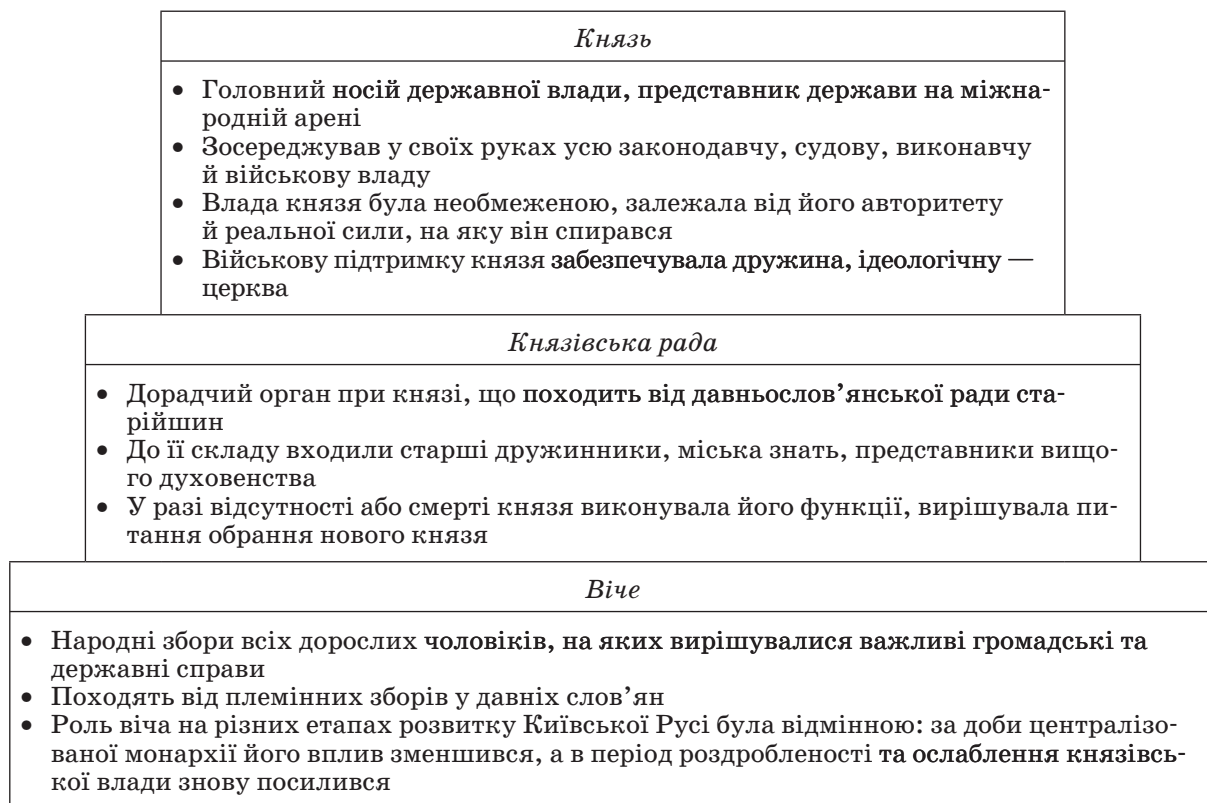 Князь
• Головний носій державної влади, представник держави на міжна-
родній арені
• Зосереджував у своїх руках усю законодавчу, судову, виконавчу
й військову владу
• Влада князя була необмеженою, залежала від його авторитету
й реальної сили, на яку він спирався
• Військову підтримку князя забезпечувала дружина, ідеологічну —
церква
Князівська рада
• Дорадчий орган при князі, що походить від давньослов’янської ради ста-
рійшин
• До її складу входили старші дружинники, міська знать, представники вищо-
го духовенства
• У разі відсутності або смерті князя виконувала його функції, вирішувала пи-
тання обрання нового князя
Віче
• Народні збори всіх дорослих чоловіків, на яких вирішувалися важливі громадські та
державні справи
• Походять від племінних зборів у давніх слов’ян
• Роль віча на різних етапах розвитку Київської Русі була відмінною: за доби централізо-
ваної монархії його вплив зменшився, а в період роздробленості та ослаблення князівсь-
кої влади знову посилився